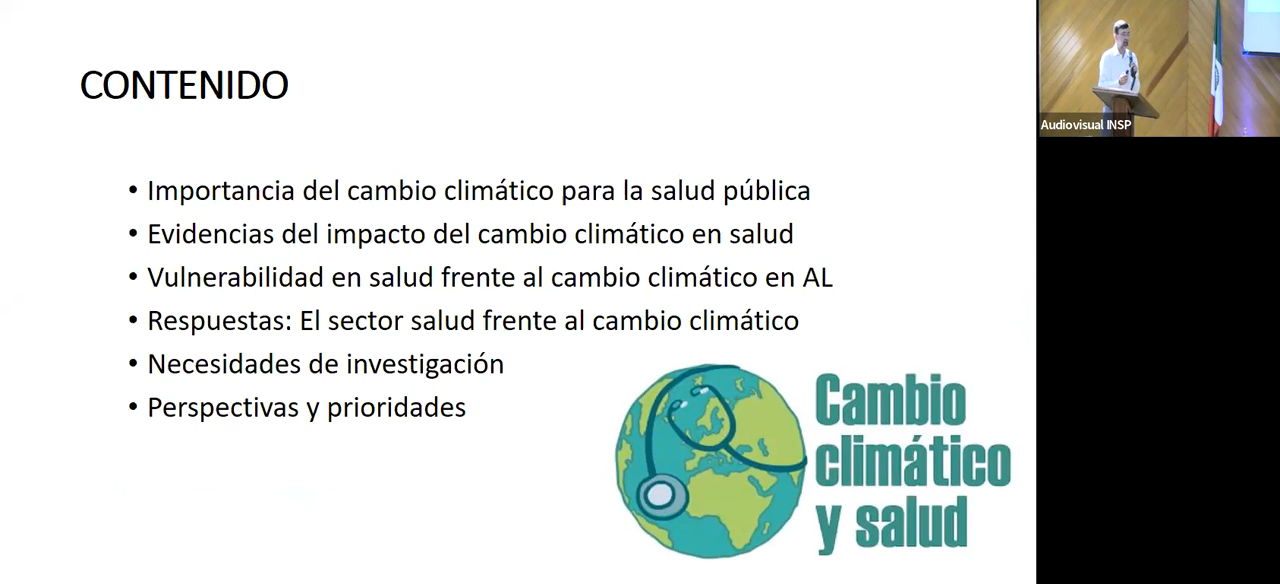 CONTENIDO
• Importancia del cambio climático para la salud pública
• Evidencias del impacto del cambio climático en salud
• Vulnerabilidad en salud frente al cambio climático en AL
• Respuestas: El sector salud frente al cambio climático
• Necesidades de investigación
• Perspectivas y prioridades
Cambio
climático
y salud
Audiovisual INSP